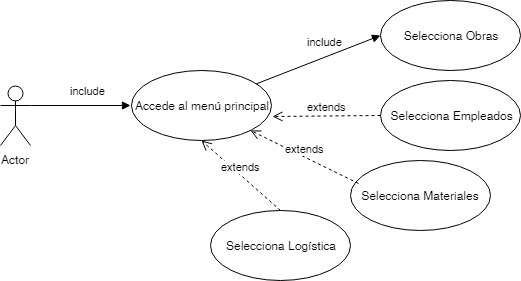 Selecciona Obras
include
include
Accede al menú principal
extends
Selecciona Empleados
Actor
extends
extends
Selecciona Materiales
Selecciona Logística